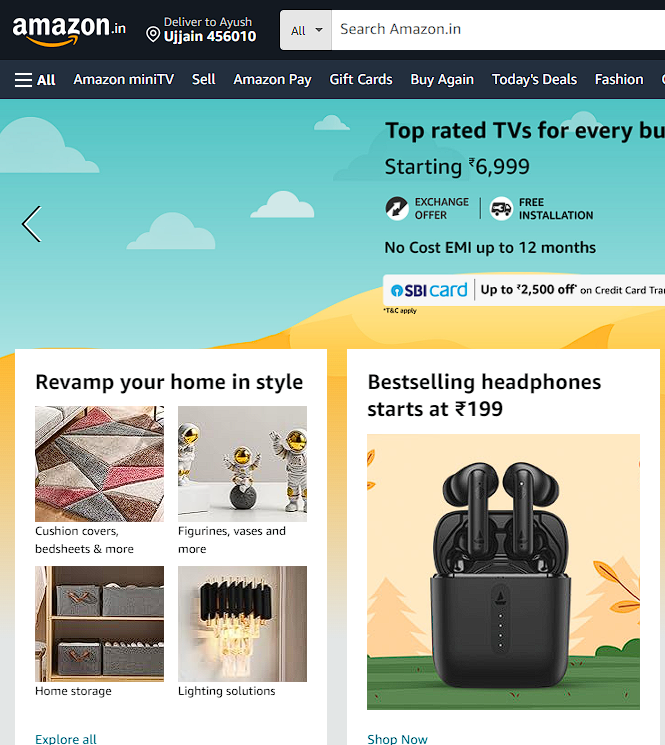 amazon.in
Deliver to Ayush
Ujjain 456010
All
Search Amazon.in
All
Amazon miniTV
Sell
Amazon Pay
Gift Cards
Buy Again
Today's Deals
Fashion
Top rated TVs for every bu
Starting ₹6,999
EXCHANGE
OFFER
FREE
INSTALLATION
No Cost EMI up to 12 months
SBI card
Up to ₹2,500 off* on Credit Card Tra
*T&C apply
Revamp your home in style
Cushion covers,
bedsheets & more
Figurines, vases and
more
Home storage
Lighting solutions
Explore all
Bestselling headphones
starts at ₹199
Shop Now